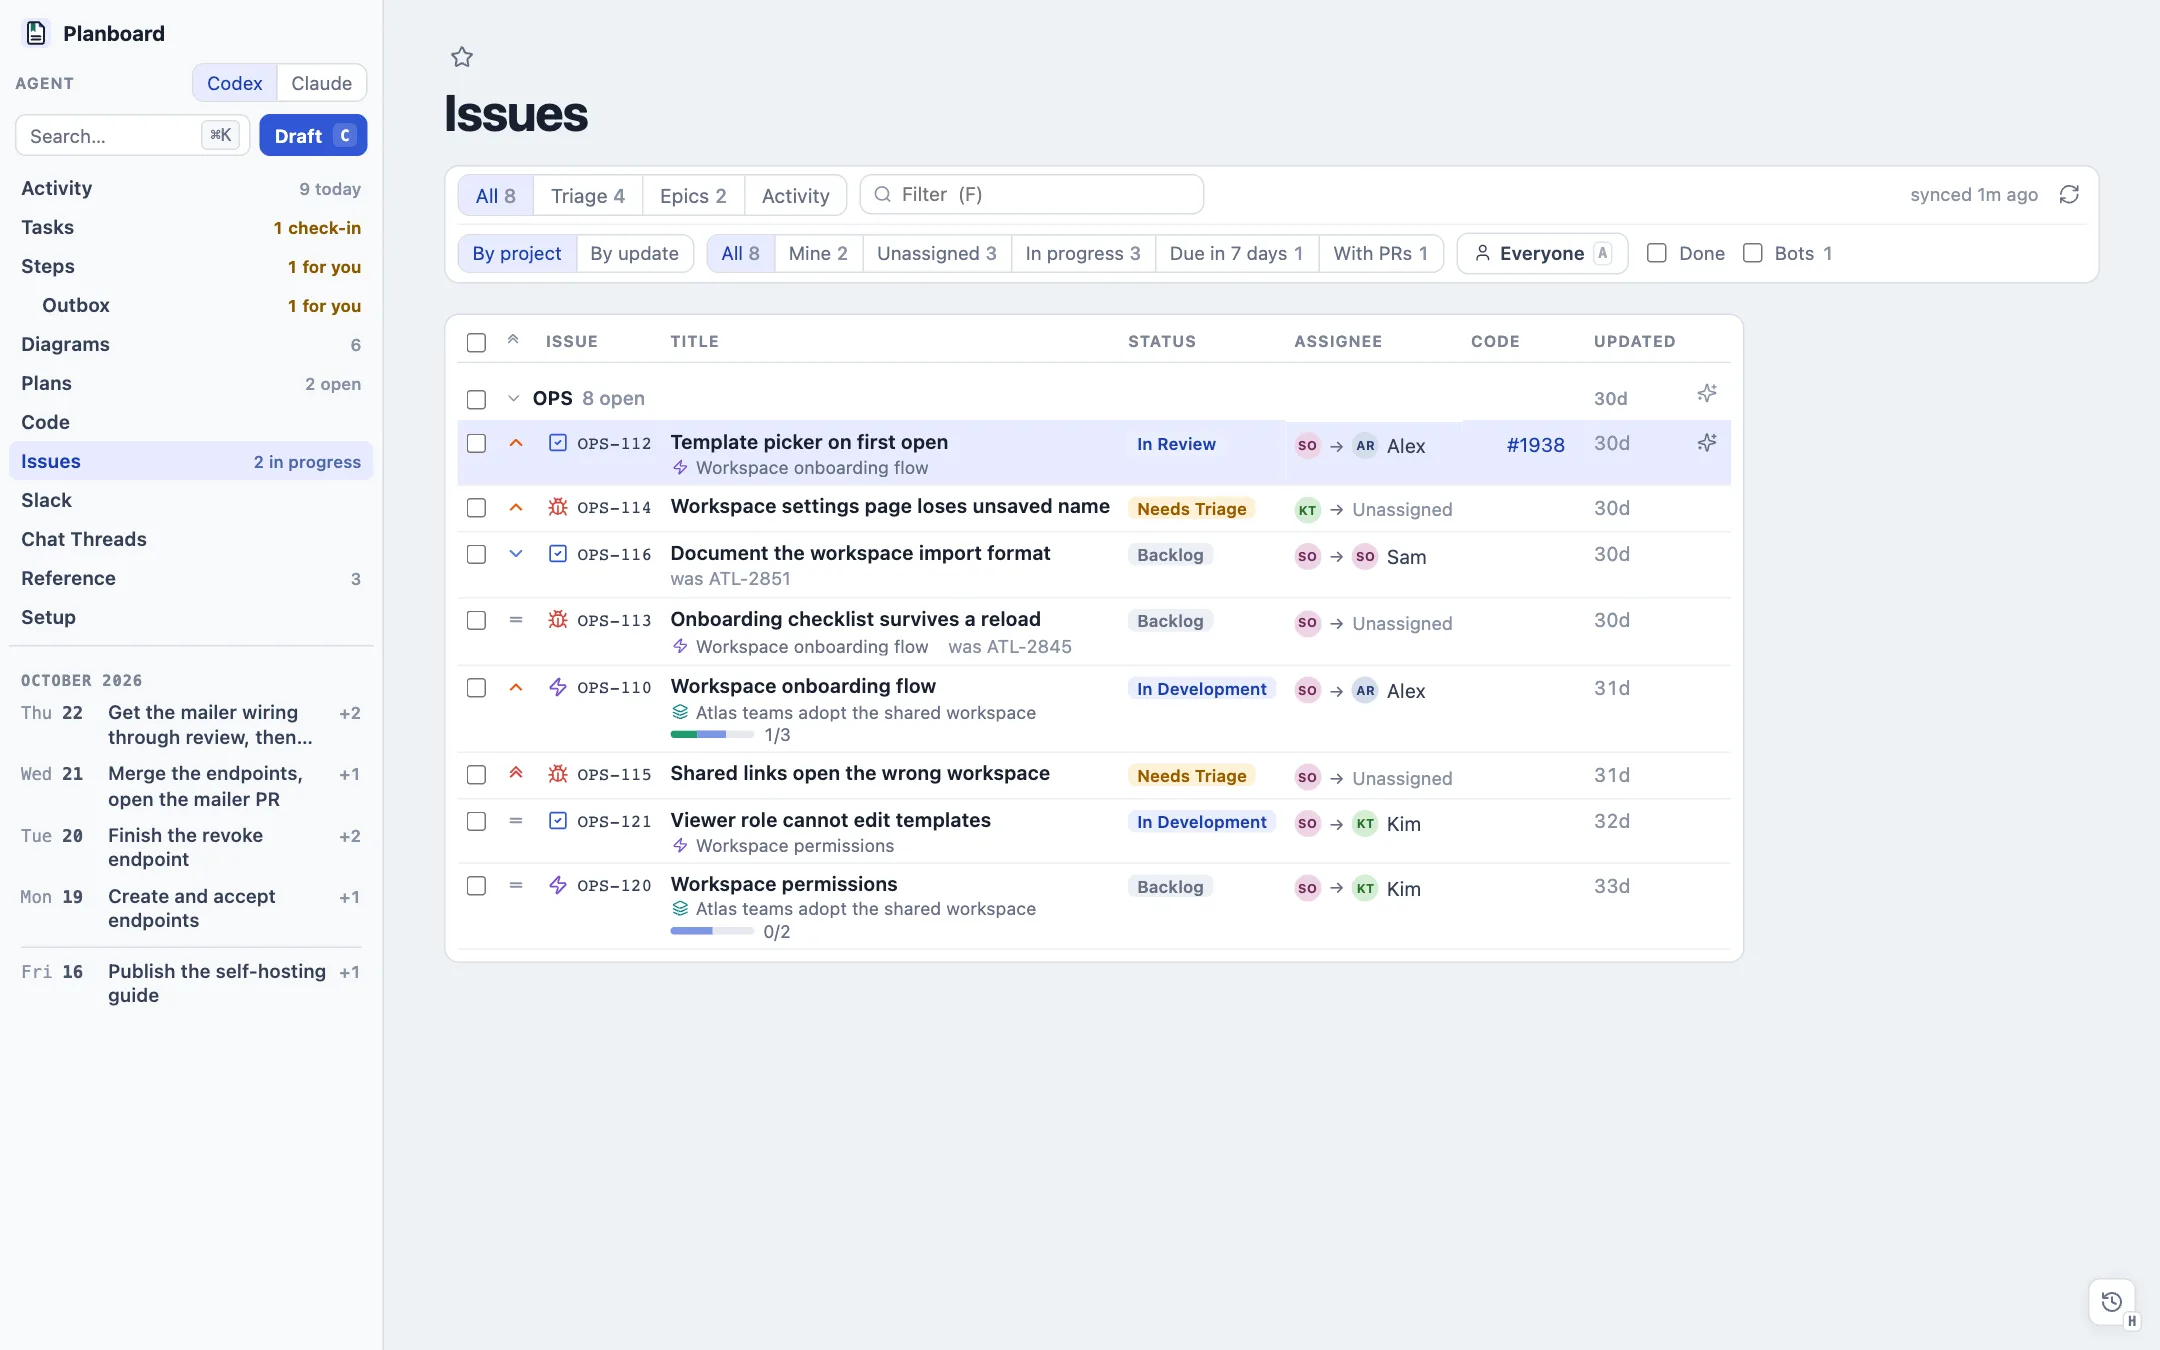 Planboard
AGENT
Codex
Claude
Search...
⌘K
Draft C
Activity 9 today
Tasks 1 check-in
Steps 1 for you
Outbox 1 for you
Diagrams 6
Plans 2 open
Code
Issues 2 in progress
Slack
Chat Threads
Reference 3
Setup
OCTOBER 2026
Thu 22 Get the mailer wiring +2
through review, then...
Wed 21 Merge the endpoints, +1
open the mailer PR
Tue 20 Finish the revoke +2
endpoint
Mon 19 Create and accept +1
endpoints
Fri 16 Publish the self-hosting +1
guide
Issues
All 8 Triage 4 Epics 2 Activity Filter (F) synced 1m ago
By project By update All 8 Mine 2 Unassigned 3 In progress 3 Due in 7 days 1 With PRs 1 Everyone A Done Bots 1
ISSUE TITLE STATUS ASSIGNEE CODE UPDATED
OPS 8 open 30d
OPS-112 Template picker on first open In Review SO → AR Alex #1938 30d
Workspace onboarding flow
OPS-114 Workspace settings page loses unsaved name Needs Triage KT → Unassigned 30d
OPS-116 Document the workspace import format Backlog SO → SO Sam 30d
was ATL-2851
OPS-113 Onboarding checklist survives a reload Backlog SO → Unassigned 30d
Workspace onboarding flow was ATL-2845
OPS-110 Workspace onboarding flow In Development SO → AR Alex 31d
Atlas teams adopt the shared workspace
1/3
OPS-115 Shared links open the wrong workspace Needs Triage SO → Unassigned 31d
OPS-121 Viewer role cannot edit templates In Development SO → KT Kim 32d
Workspace permissions
OPS-120 Workspace permissions Backlog SO → KT Kim 33d
Atlas teams adopt the shared workspace
0/2
H